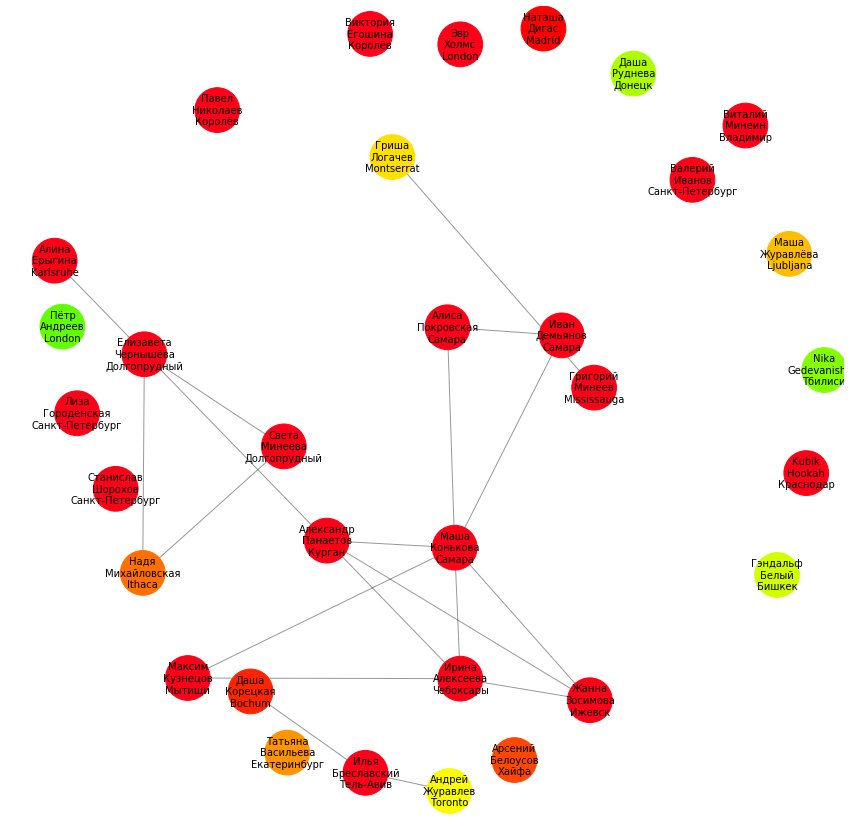 Виктория
Егошина
Королёв
Эвр
Холмс
London
Наташа
Дигас
Madrid
Даша
Руднева
Донецк
Павел
Николаев
Королёв
Виталий
Минеин
Владимир
Гриша
Логачев
Montserrat
Валерий
Иванов
Санкт-Петербург
Маша
Журавлёва
Ljubljana
Алина
Ерыгина
Karlsruhe
Пётр
Андреев
London
Елизавета
Чернышёва
Долгопрудный
Алиса
Покровская
Самара
Иван
Демьянов
Самара
Григорий
Минеев
Mississauga
Nika
Gedevanish
Тбилиси
Лиза
Городенская
Санкт-Петербург
Света
Минеева
Долгопрудный
Станислав
Шорохов
Санкт-Петербург
Kubik
Hookah
Краснодар
Александр
Панаетов
Курган
Маша
Конькова
Самара
Надя
Михайловская
Ithaca
Гэндальф
Белый
Бишкек
Максим
Кузнецов
Мытищи
Даша
Корецкая
Bochum
Ирина
Алексеева
Чебоксары
Жанна
Зосимова
Ижевск
Татьяна
Васильева
Екатеринбург
Илья
Бреславский
Тель-Авив
Андрей
Журавлев
Toronto
Арсений
Белоусов
Хайфа